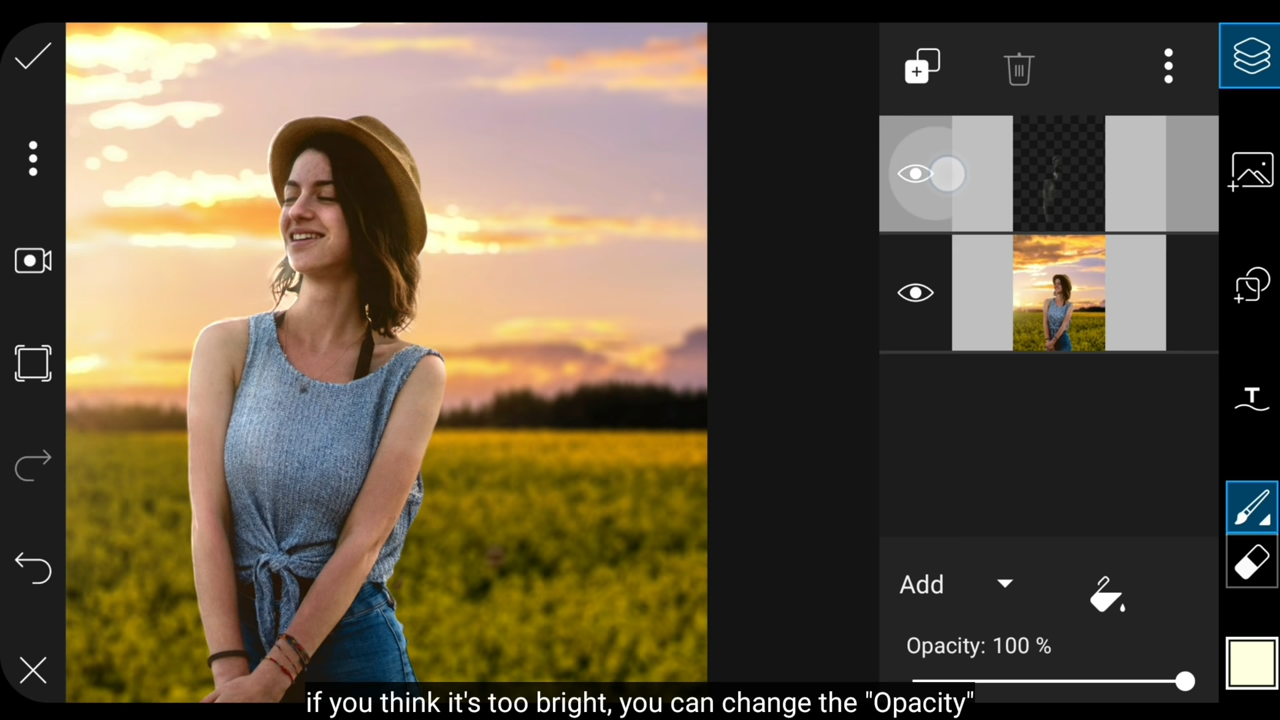 Add
Opacity: 100 %
T
if you think it's too bright, you can change the "Opacity"